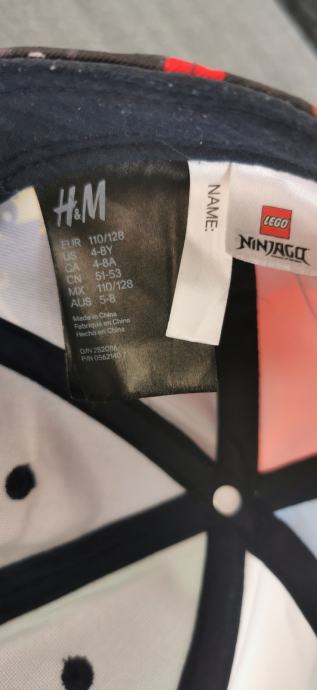 H&M
EUR 110/128
US 4-8Y
CA 4-8A
CN 51-53
MX 110/128
AUS 5-8
Made in China
Fabriqué en Chine
Hecho en China
O/N 252086
NAME:
LEGO
NINJAGO